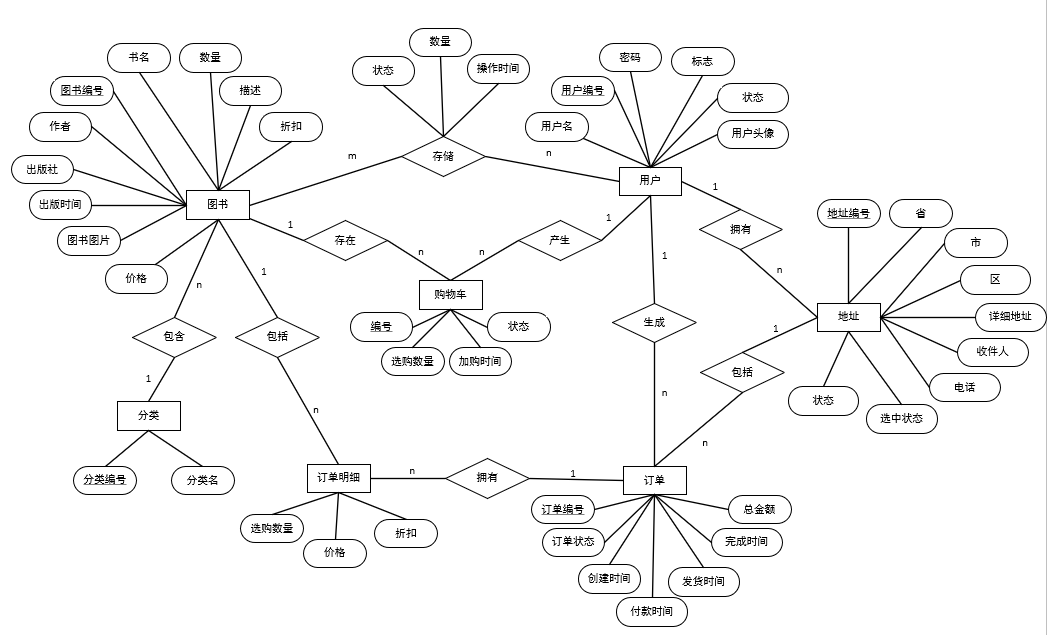 数量
书名
数量
密码
标志
状态
操作时间
图书编号
描述
用户编号
状态
作者
折扣
用户名
用户头像
存储
m
n
出版社
用户
1
出版时间
图书
地址编号
省
1
1
拥有
图书图片
存在
产生
市
n
n
1
价格
1
n
区
n
购物车
编号
状态
生成
地址
详细地址
包含
包括
1
收件人
选购数量
加购时间
包括
1
电话
n
状态
n
分类
选中状态
n
n
1
分类编号
分类名
订单明细
拥有
订单
订单编号
总金额
选购数量
折扣
订单状态
完成时间
价格
创建时间
发货时间
付款时间